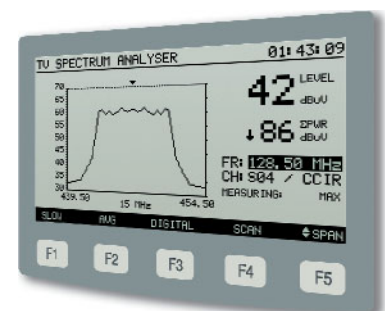 TV SPECTRUM ANALYSER 01:43:09
70
65
60
55
50
45
40
35
30
439.50 15 MHz 454.50
42 LEVEL dBuV
↓86 ΣPWR dBuV
FR: 128.50 MHz
CH: S04 / CCIR
MEASURING: MAX
SLOW AVG DIGITAL SCAN SPAN
F1 F2 F3 F4 F5